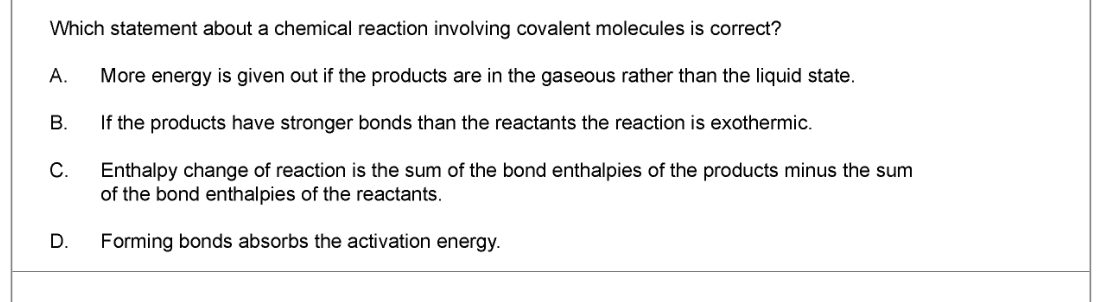 Which statement about a chemical reaction involving covalent molecules is correct?
A. More energy is given out if the products are in the gaseous rather than the liquid state.
B. If the products have stronger bonds than the reactants the reaction is exothermic.
C. Enthalpy change of reaction is the sum of the bond enthalpies of the products minus the sum
of the bond enthalpies of the reactants.
D. Forming bonds absorbs the activation energy.